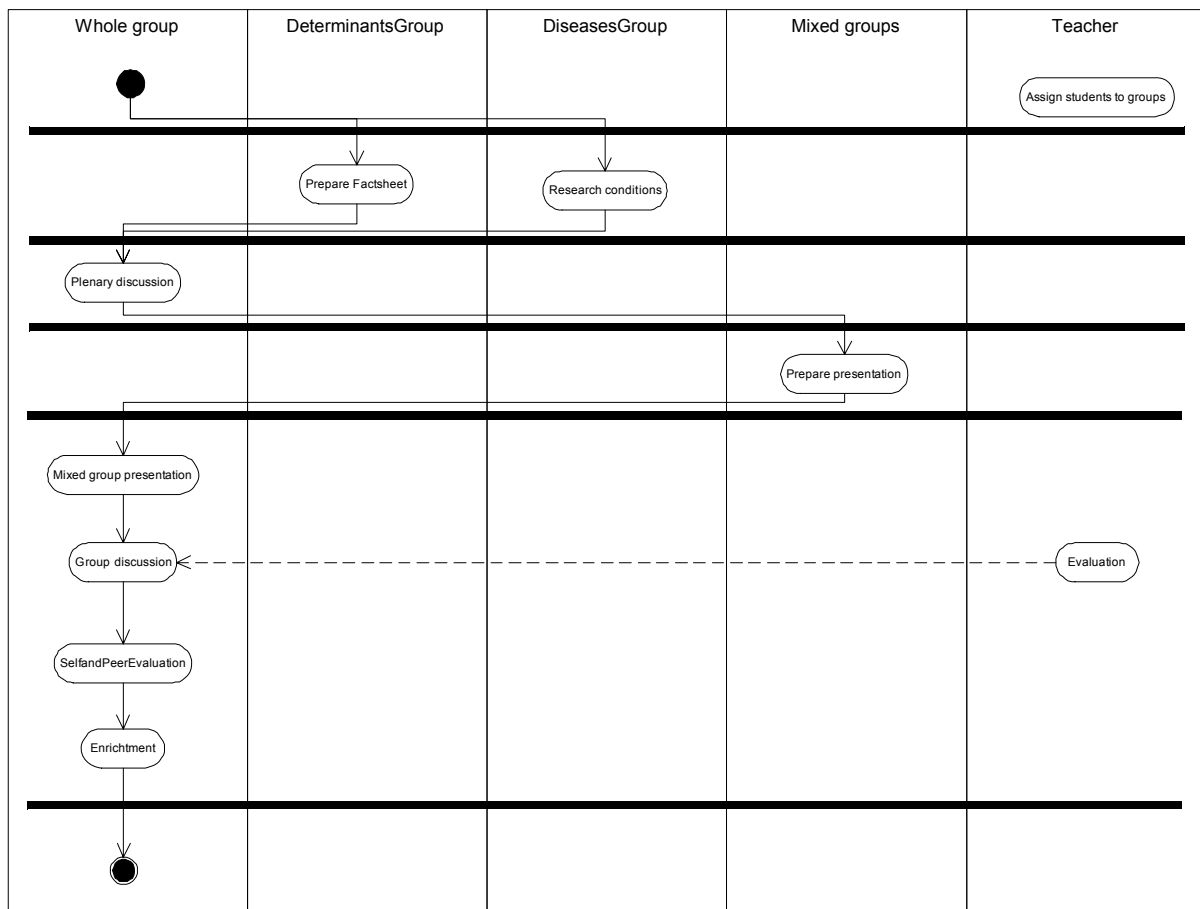 Whole group
DeterminantsGroup
DiseasesGroup
Mixed groups
Teacher
Assign students to groups
Prepare Factsheet
Research conditions
Plenary discussion
Prepare presentation
Mixed group presentation
Group discussion
Evaluation
SelfandPeerEvaluation
Enrichtment